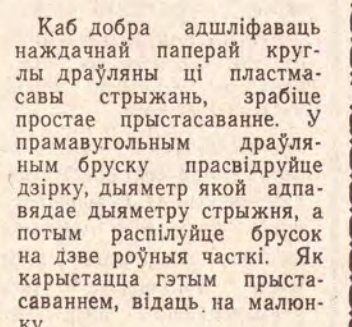 Каб добра адшліфаваць
наждачнай паперай круг-
лы драўляны ці пластма-
савы стрыжань, зрабіце
простае прыстасаванне. У
прамавугольным драўля-
ным бруску прасвідруйце
дзірку, дыяметр якой адпа-
вядае дыяметру стрыжня, а
потым распілуйце брусок
на дзве роўныя часткі. Як
карыстацца гэтым прыста-
саваннем, відаць на малюн-
ку